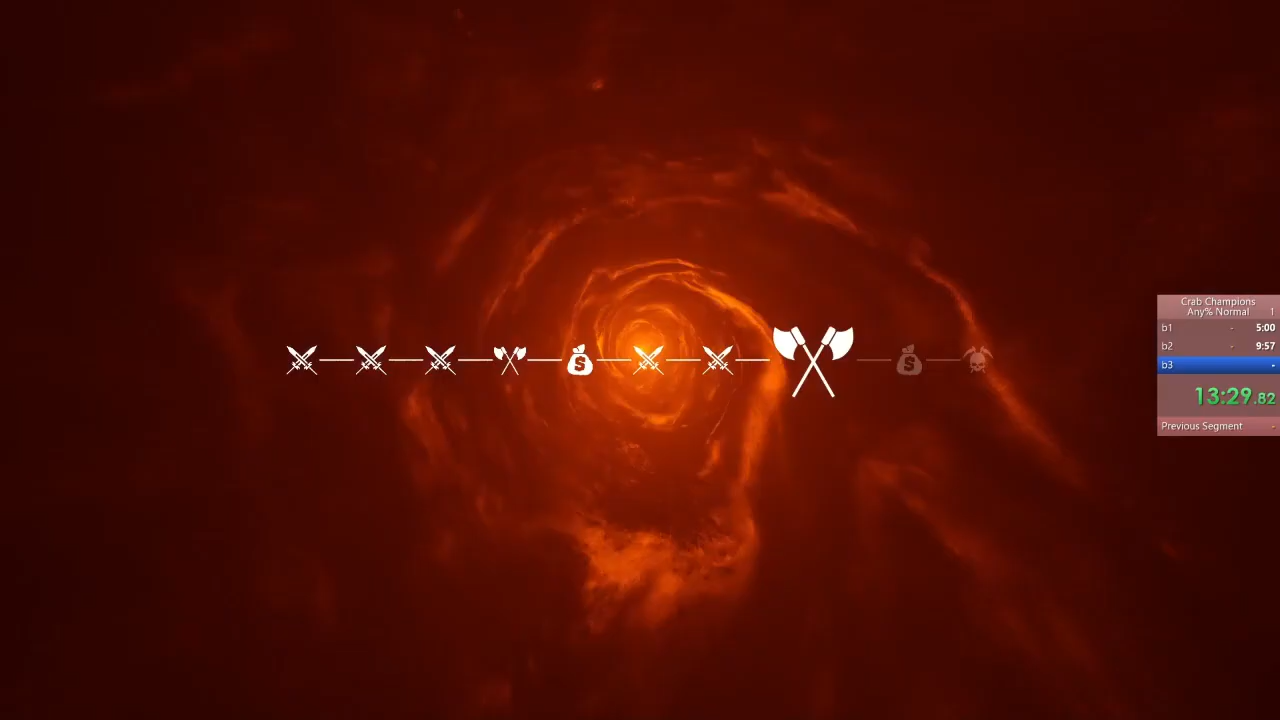 Crab Champions
Any% Normal 1
b1 - 5:00
b2 - 9:57
b3 -
13:29.82
Previous Segment -